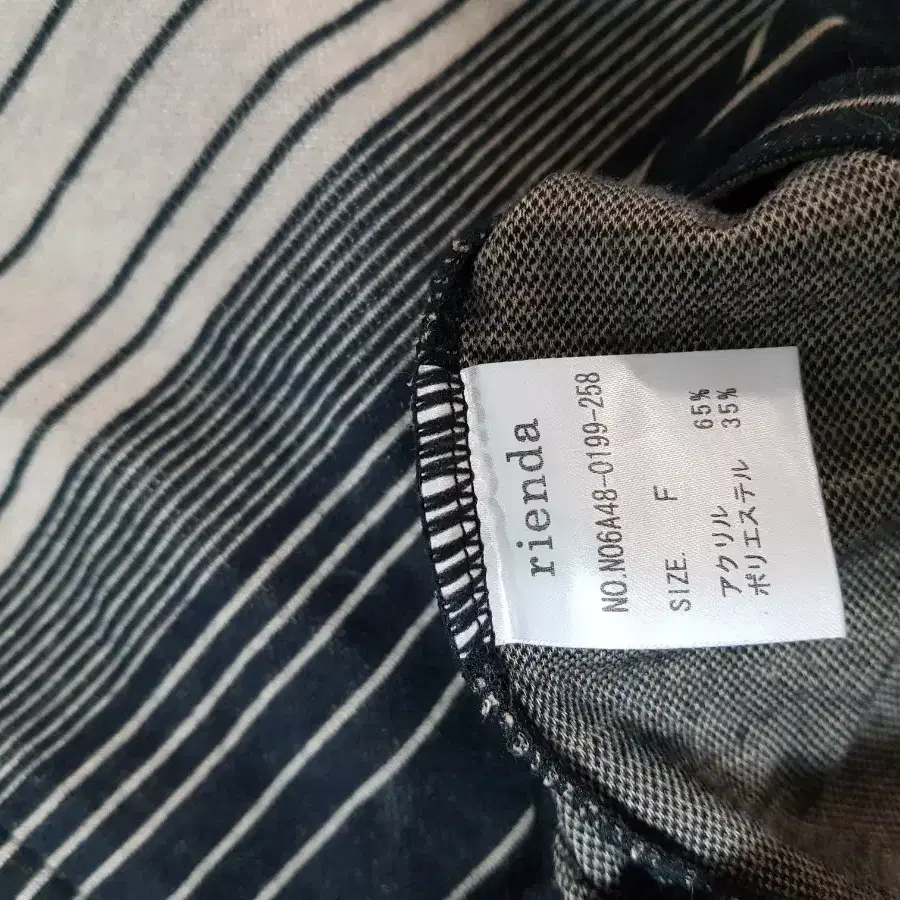 rienda
NO.N06A48-0199-258
SIZE. F
アクリル 65%
ポリエステル 35%